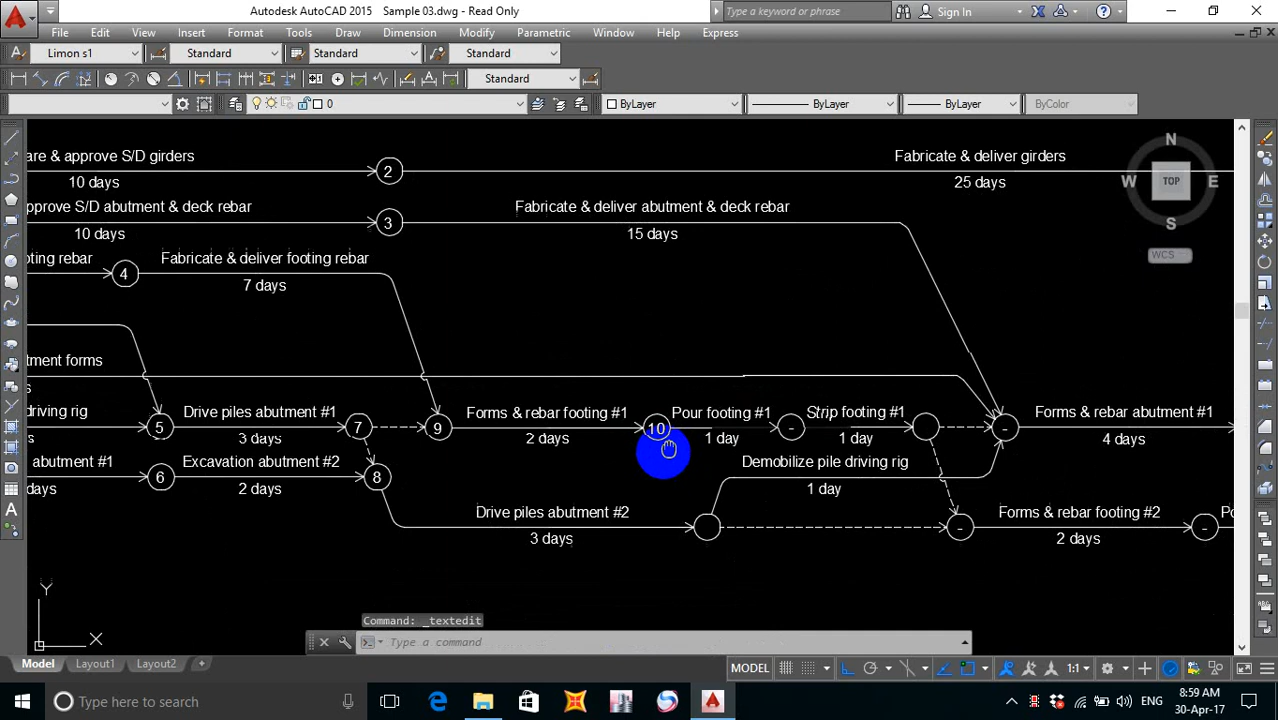 Autodesk AutoCAD 2015 Sample 03.dwg - Read Only
Type a keyword or phrase
Sign In
File Edit View Insert Format Tools Draw Dimension Modify Parametric Window Help Express
Limon s1 Standard Standard Standard
Standard
0 ByLayer ByLayer ByLayer ByColor
N
W TOP E
S
WCS
are & approve S/D girders
10 days
2
Fabricate & deliver girders
25 days
pprove S/D abutment & deck rebar
10 days
3
Fabricate & deliver abutment & deck rebar
15 days
oting rebar
4
Fabricate & deliver footing rebar
7 days
tment forms
driving rig
5
Drive piles abutment #1
3 days
7
9
Forms & rebar footing #1
2 days
10
Pour footing #1
1 day
-
Strip footing #1
1 day
-
Forms & rebar abutment #1
4 days
abutment #1
days
6
Excavation abutment #2
2 days
8
Demobilize pile driving rig
1 day
Drive piles abutment #2
3 days
-
Forms & rebar footing #2
2 days
-
Y
X
Command: _textedit
Type a command
Model Layout1 Layout2 +
MODEL 1:1
Type here to search
ENG
8:59 AM
30-Apr-17